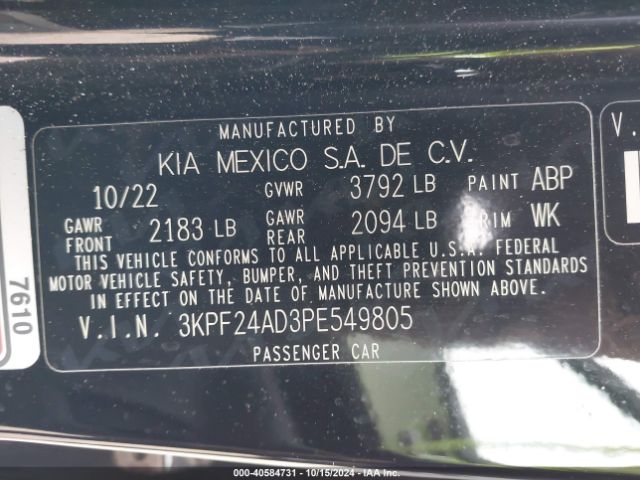 MANUFACTURED BY
KIA MEXICO S.A. DE C.V.
10/22 GVWR 3792 LB PAINT ABP
GAWR FRONT 2183 LB GAWR REAR 2094 LB TRIM WK
THIS VEHICLE CONFORMS TO ALL APPLICABLE U.S.A. FEDERAL
MOTOR VEHICLE SAFETY, BUMPER, AND THEFT PREVENTION STANDARDS
IN EFFECT ON THE DATE OF MANUFACTURE SHOWN ABOVE.
V.I.N. 3KPF24AD3PE549805
PASSENGER CAR
7610
V.
000-40584731 - 10/15/2024 - IAA Inc.